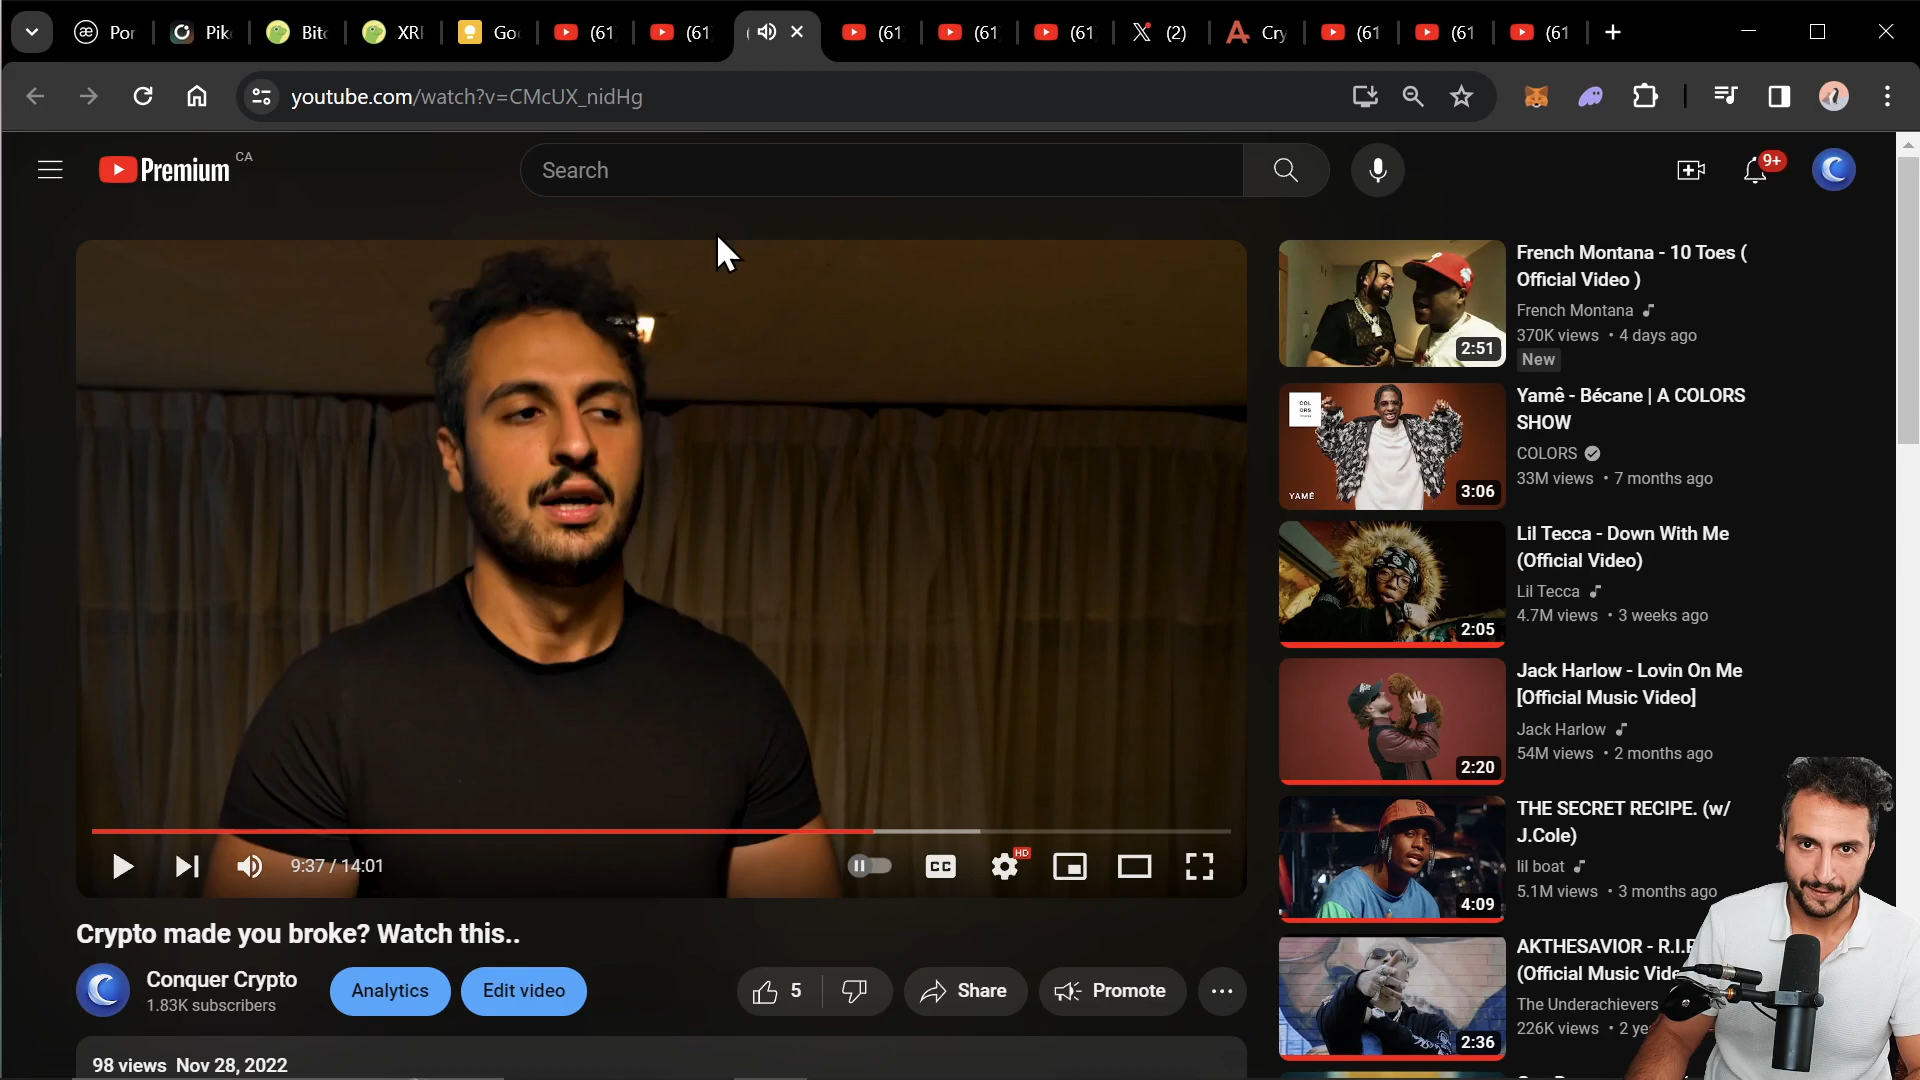 Por
Pik
Bit
XRI
Go
(61
(61
(
(61
(61
(61
(2)
Cry
(61
(61
(61
youtube.com/watch?v=CMcUX_nidHg
Premium CA
Search
9+
9:37 / 14:01
CC
HD
Crypto made you broke? Watch this..
Conquer Crypto
1.83K subscribers
Analytics
Edit video
5
Share
Promote
98 views Nov 28, 2022
2:51
French Montana - 10 Toes (
Official Video )
French Montana
370K views • 4 days ago
New
COL
ORS
YAMÊ
3:06
Yamê - Bécane | A COLORS
SHOW
COLORS
33M views • 7 months ago
2:05
Lil Tecca - Down With Me
(Official Video)
Lil Tecca
4.7M views • 3 weeks ago
2:20
Jack Harlow - Lovin On Me
[Official Music Video]
Jack Harlow
54M views • 2 months ago
4:09
THE SECRET RECIPE. (w/
J.Cole)
lil boat
5.1M views • 3 months ago
2:36
AKTHESAVIOR - R.I.P
(Official Music Vide
The Underachievers
226K views • 2 ye